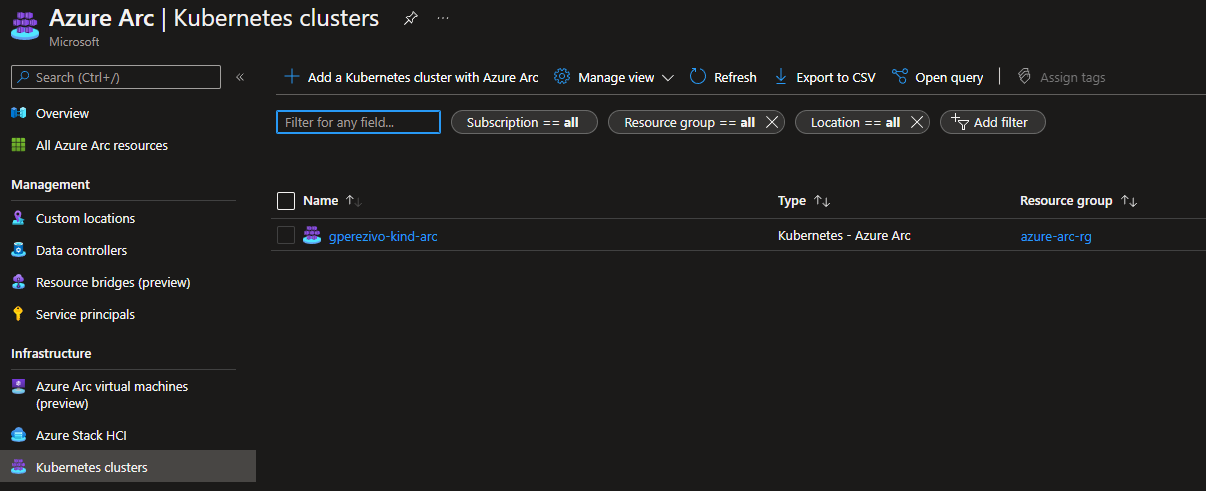 Azure Arc | Kubernetes clusters ...
Microsoft
Search (Ctrl+/) «
Overview
All Azure Arc resources
Management
Custom locations
Data controllers
Resource bridges (preview)
Service principals
Infrastructure
Azure Arc virtual machines
(preview)
Azure Stack HCI
Kubernetes clusters
Add a Kubernetes cluster with Azure Arc Manage view Refresh Export to CSV Open query Assign tags
Filter for any field... Subscription == all Resource group == all Location == all Add filter
Name Type Resource group
gperezivo-kind-arc Kubernetes - Azure Arc azure-arc-rg